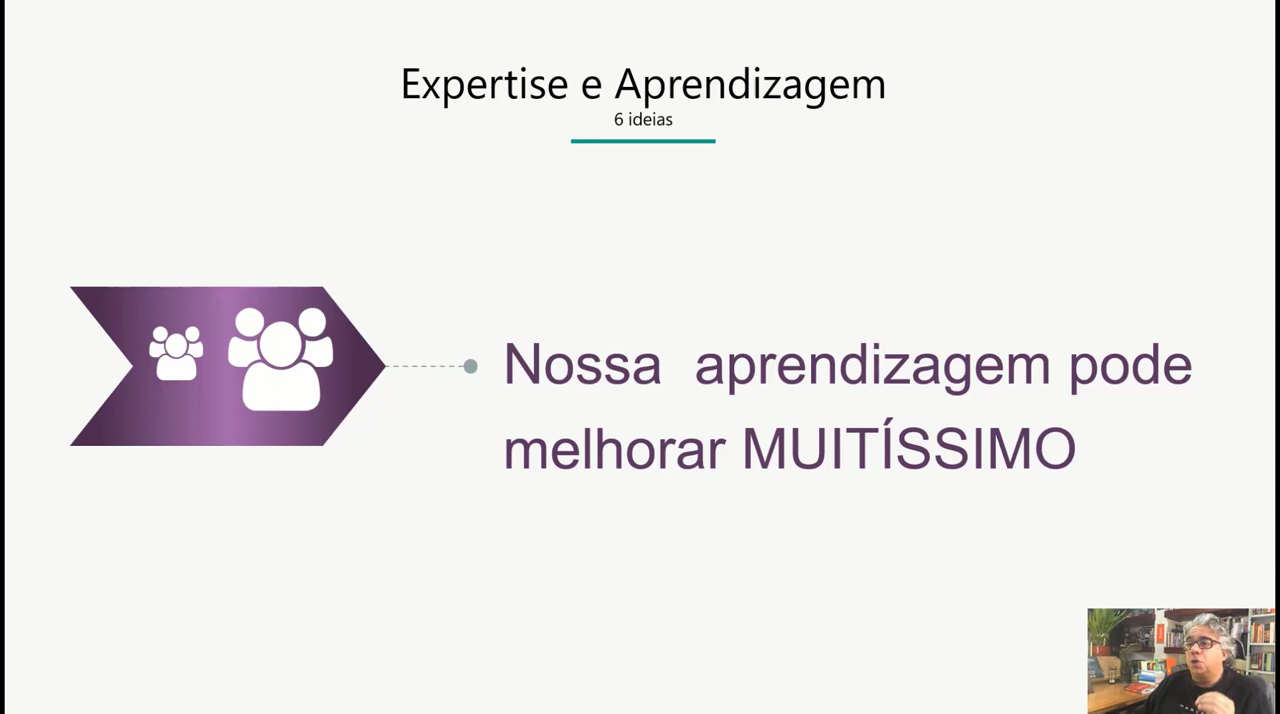 Expertise e Aprendizagem
6 ideias
Nossa aprendizagem pode
melhorar MUITÍSSIMO